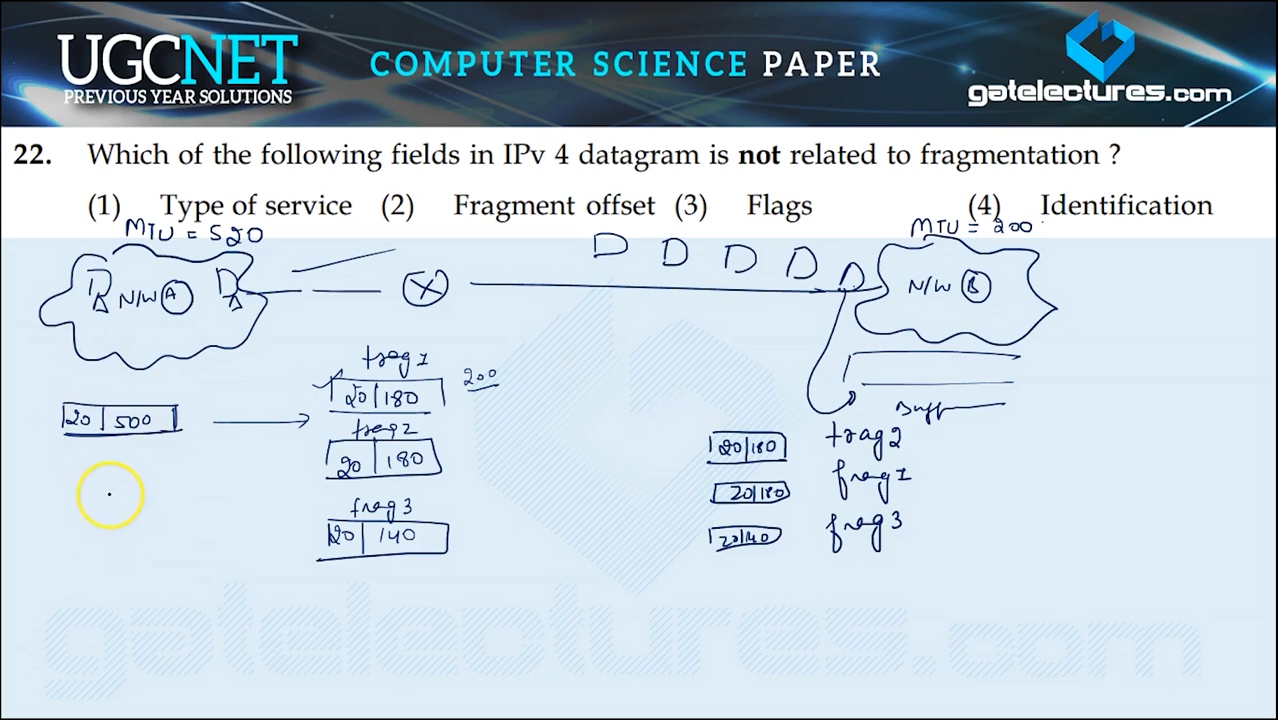 UGCNET
PREVIOUS YEAR SOLUTIONS
COMPUTER SCIENCE PAPER
gatelectures.com
22. Which of the following fields in IPv 4 datagram is not related to fragmentation ?
(1) Type of service (2) Fragment offset (3) Flags (4) Identification
MTU = 520
MTU = 200
D D D D D
D D
N/W A
X
N/W B
frag 1
20 | 180
200
20 | 500
frag 2
20 | 180
frag 3
20 | 140
Buff
20 | 180 frag 2
20 | 180 frag 1
20 | 140 frag 3
gatelectures.com